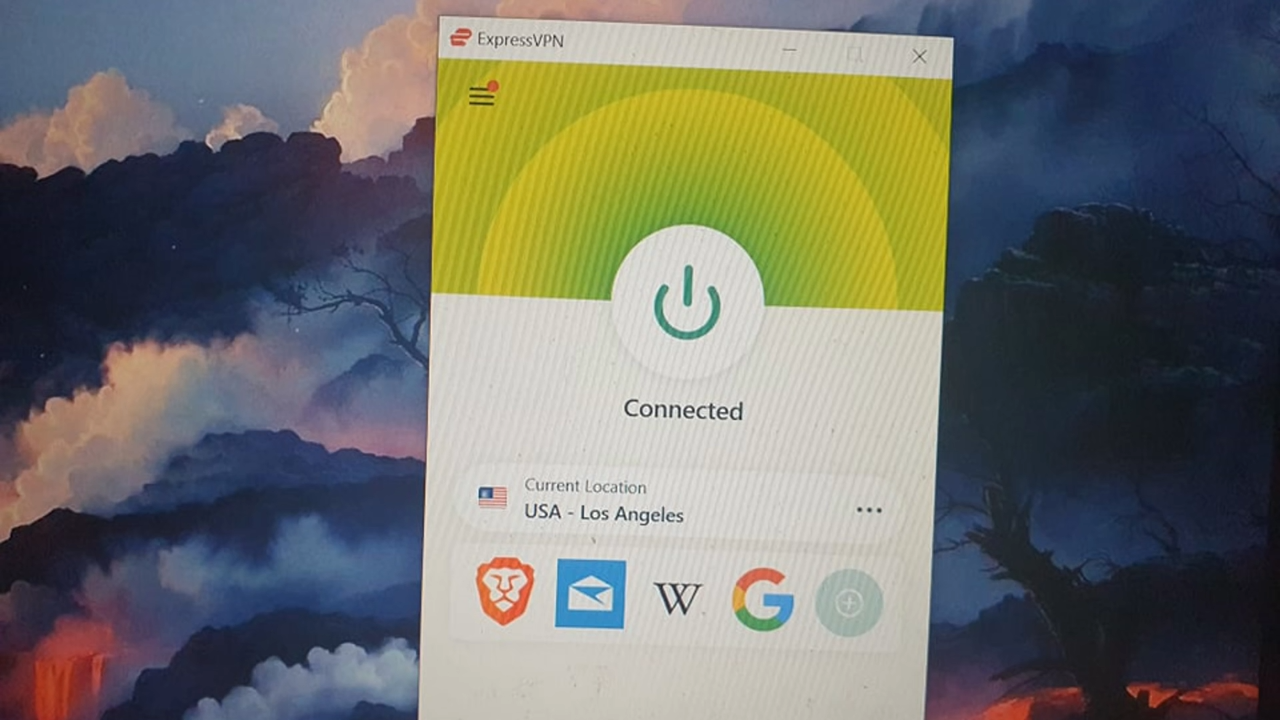 ExpressVPN
Connected
Current Location
USA - Los Angeles
W
G